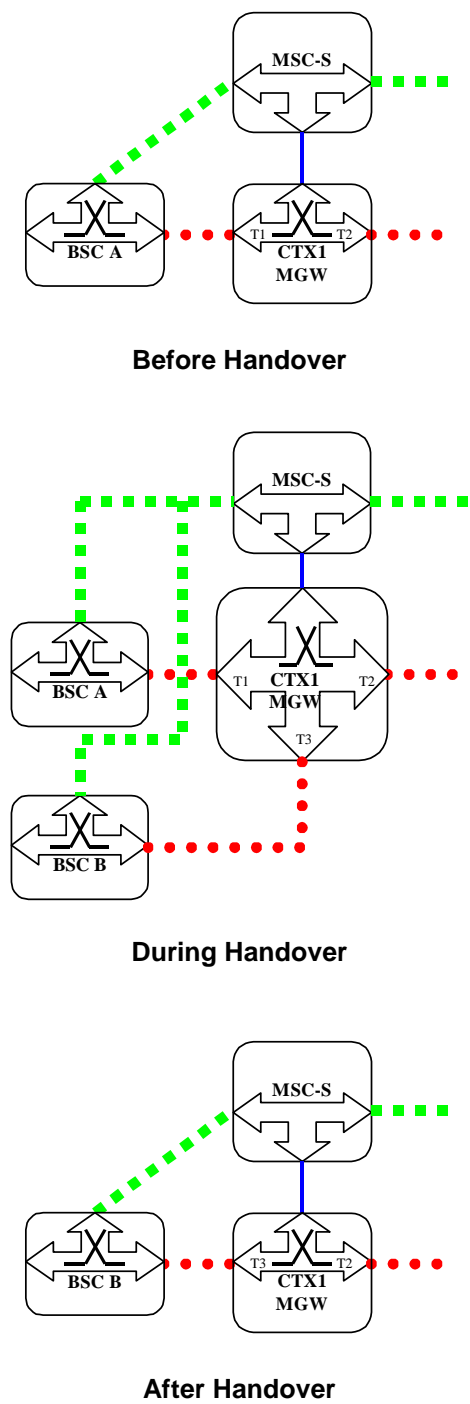 MSC-S
BSC A
T1
T2
CTX1
MGW
Before Handover
MSC-S
BSC A
T1
CTX1
MGW
T2
T3
BSC B
During Handover
MSC-S
BSC B
T3
T2
CTX1
MGW
After Handover